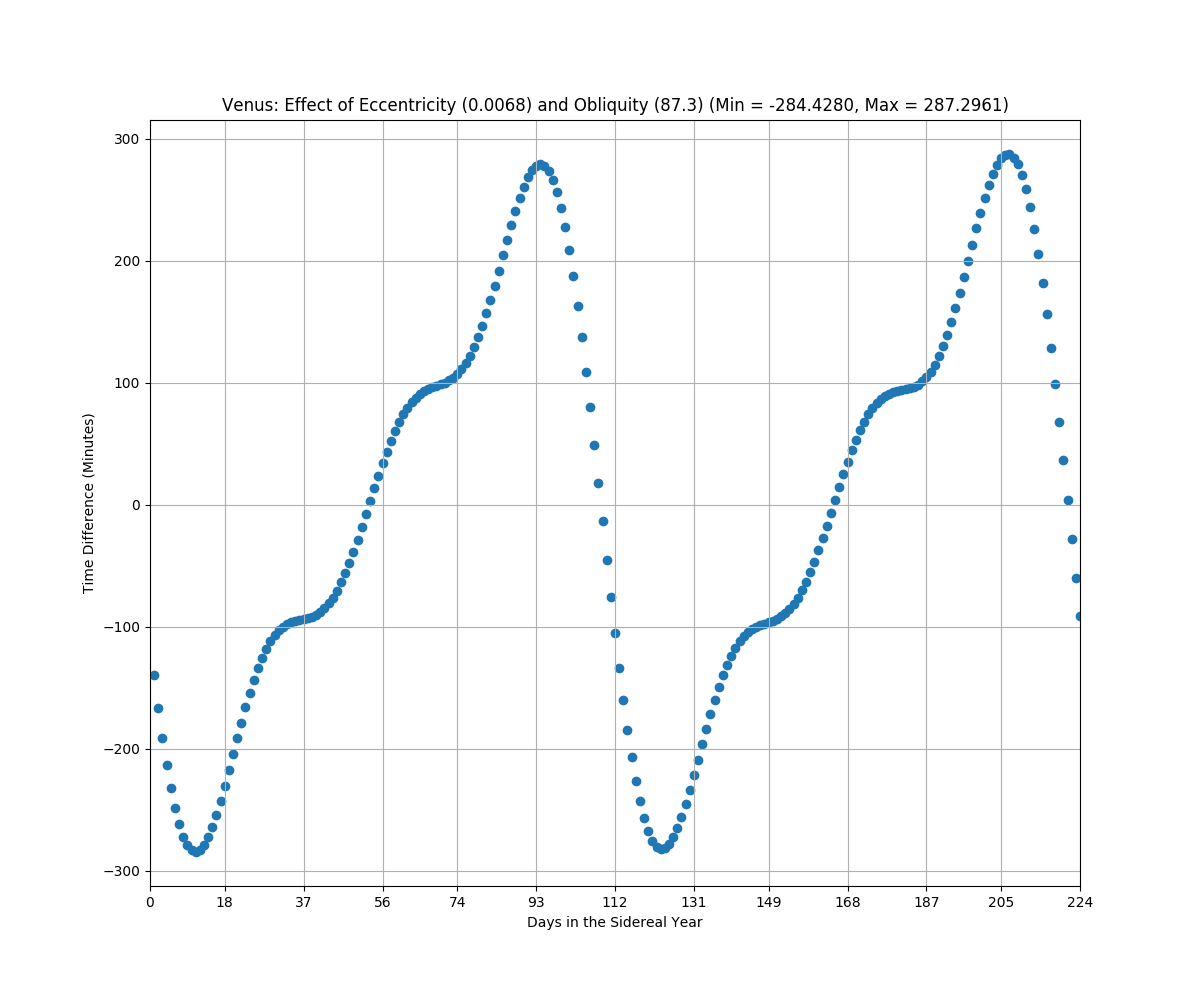 Venus: Effect of Eccentricity (0.0068) and Obliquity (87.3) (Min = -284.4280, Max = 287.2961)
300
200
100
0
−100
−200
−300
Time Difference (Minutes)
0 18 37 56 74 93 112 131 149 168 187 205 224
Days in the Sidereal Year